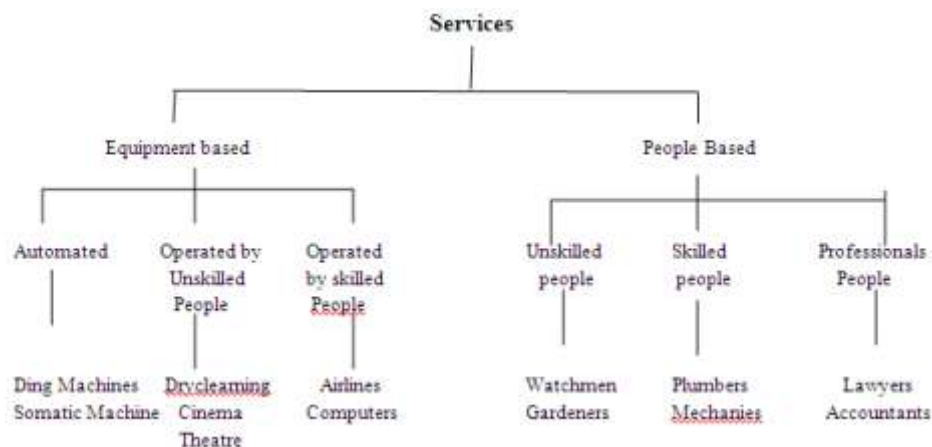 Services
Equipment based
People Based
Automated
Operated by
Unskilled
People
Operated
by skilled
People
Unskilled
people
Skilled
people
Professionals
People
Ding Machines
Somatic Machine
Drycleaming
Cinema
Theatre
Airlines
Computers
Watchmen
Gardeners
Plumbers
Mechanies
Lawyers
Accountants